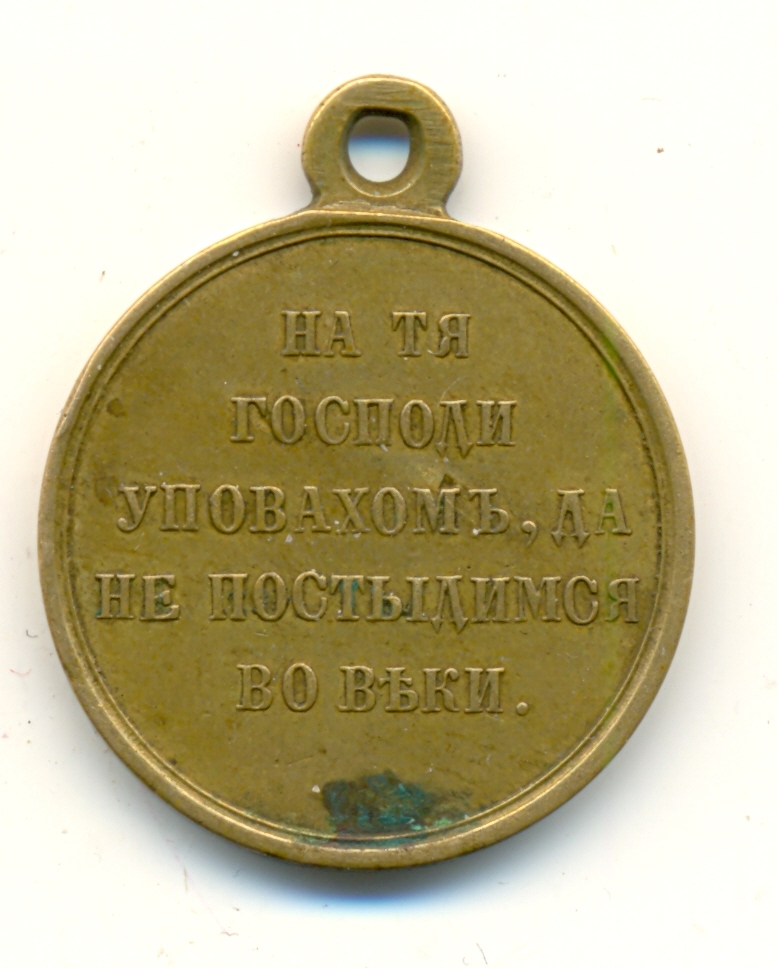 НА ТЯ
ГОСПОДИ
УПОВАХОМЪ, ДА
НЕ ПОСТЫДИМСЯ
ВО ВѢКИ.